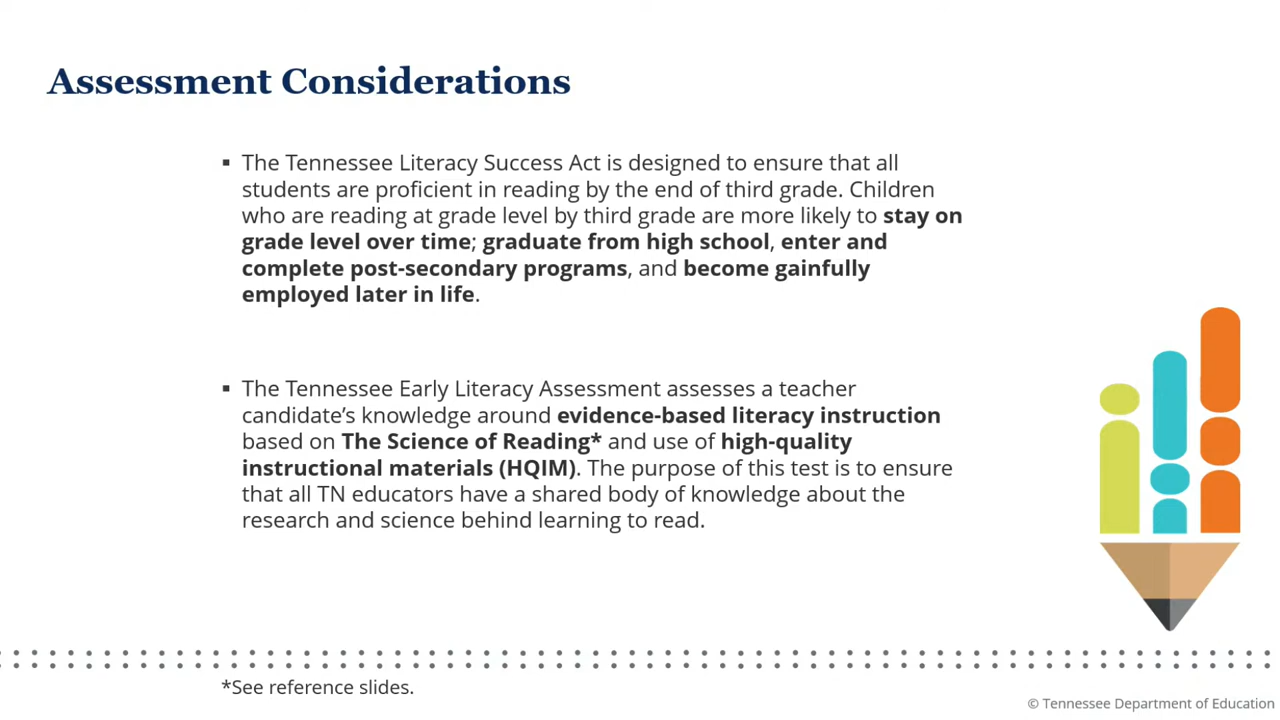 Assessment Considerations
▪ The Tennessee Literacy Success Act is designed to ensure that all
students are proficient in reading by the end of third grade. Children
who are reading at grade level by third grade are more likely to stay on
grade level over time; graduate from high school, enter and
complete post-secondary programs, and become gainfully
employed later in life.
▪ The Tennessee Early Literacy Assessment assesses a teacher
candidate’s knowledge around evidence-based literacy instruction
based on The Science of Reading* and use of high-quality
instructional materials (HQIM). The purpose of this test is to ensure
that all TN educators have a shared body of knowledge about the
research and science behind learning to read.
*See reference slides.
© Tennessee Department of Education